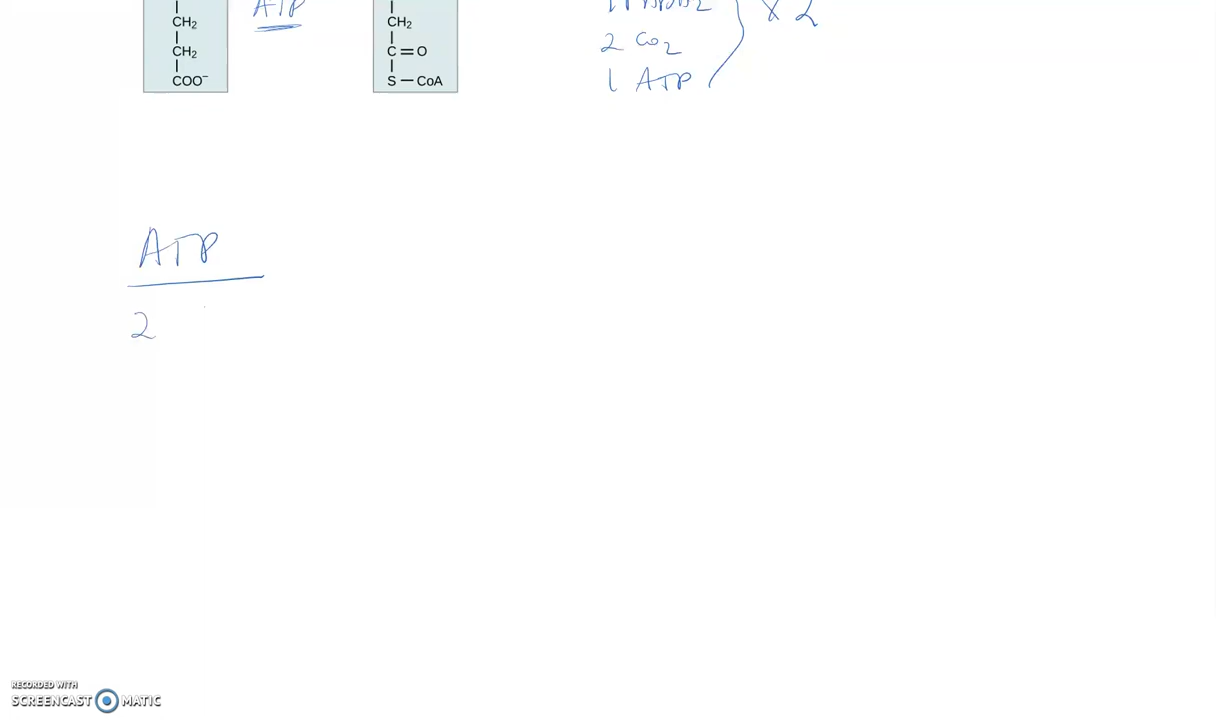 ATP
CH₂
CH₂
COO⁻
CH₂
C=O
S—CoA
× 2
2 CO₂
1 ATP
ATP
2
RECORDED WITH
SCREENCAST MATIC